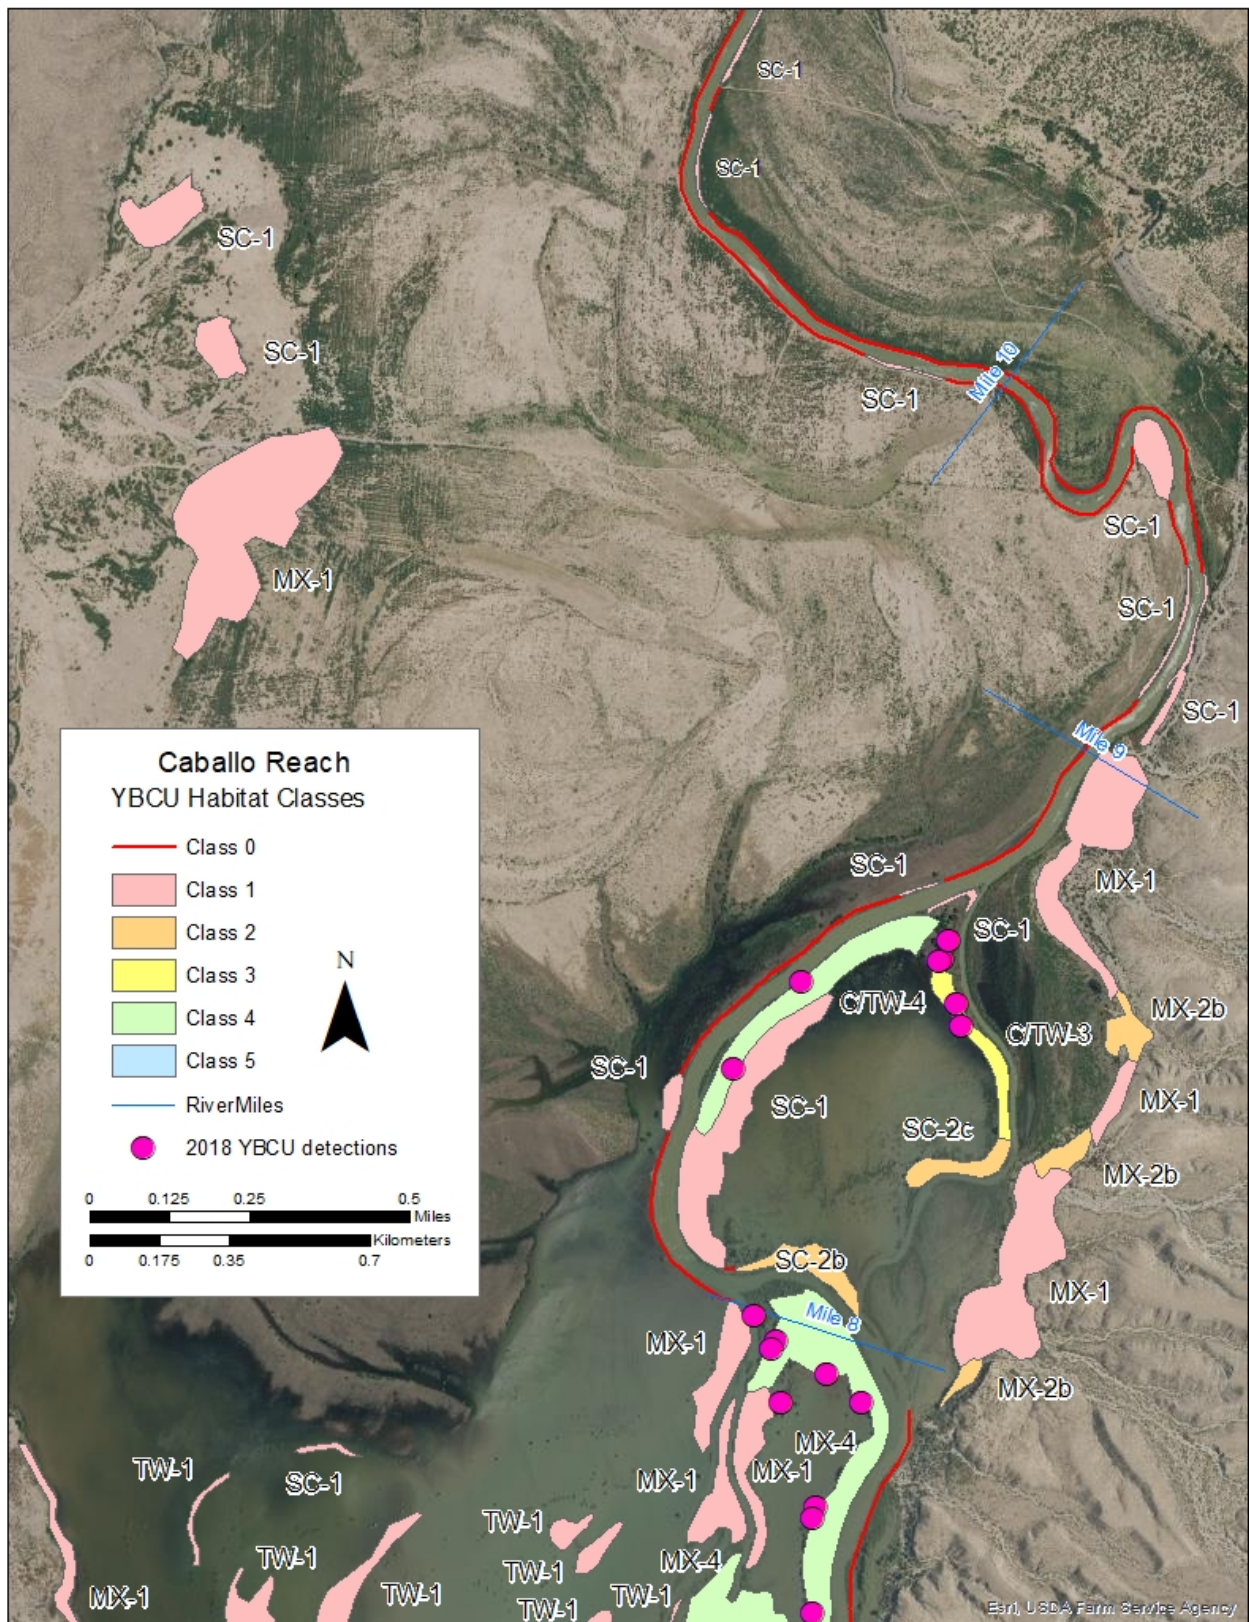 SC-1
SC-1
SC-1
SC-1
Mile 10
SC-1
SC-1
MX-1
SC-1
SC-1
Mile 9
Caballo Reach
YBCU Habitat Classes
Class 0
Class 1
Class 2
Class 3
Class 4
Class 5
RiverMiles
2018 YBCU detections
N
0 0.125 0.25 0.5
Miles
Kilometers
0 0.175 0.35 0.7
SC-1
MX-1
SC-1
C/TW-4
MX-2b
C/TW-3
SC-1
SC-1
MX-1
SC-2c
MX-2b
SC-2b
MX-1
Mile 8
MX-1
MX-2b
MX-4
TW-1
SC-1
MX-1
MX-1
TW-1
MX-4
TW-1
TW-1
MX-1
TW-1
TW-1
TW-1
Esri, USDA Farm Service Agency